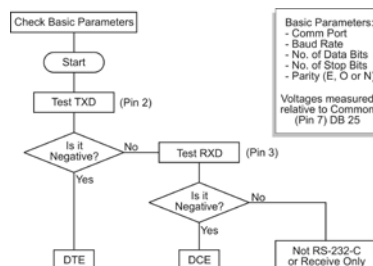 Check Basic Parameters
Start
Test TXD
(Pin 2)
Is it
Negative?
No
Yes
Test RXD
(Pin 3)
Is it
Negative?
No
Yes
DTE
DCE
Not RS-232-C
or Receive Only
Basic Parameters:
- Comm Port
- Baud Rate
- No. of Data Bits
- No. of Stop Bits
- Parity (E, O or N)
Voltages measured
relative to Common
(Pin 7) DB 25